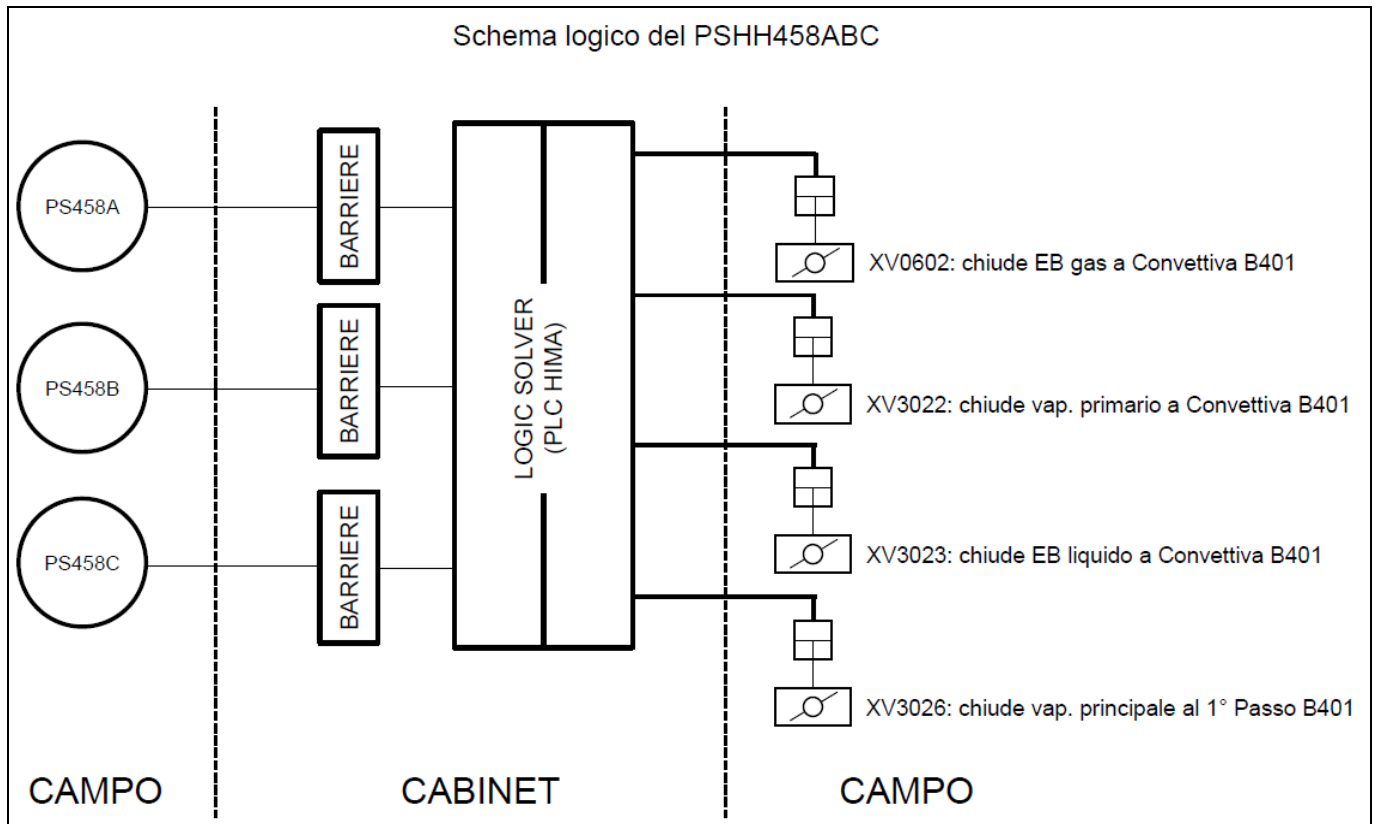 Schema logico del PSHH458ABC
PS458A
BARRIERE
PS458B
BARRIERE
PS458C
BARRIERE
LOGIC SOLVER
(PLC HIMA)
XV0602: chiude EB gas a Convettiva B401
XV3022: chiude vap. primario a Convettiva B401
XV3023: chiude EB liquido a Convettiva B401
XV3026: chiude vap. principale al 1° Passo B401
CAMPO
CABINET
CAMPO